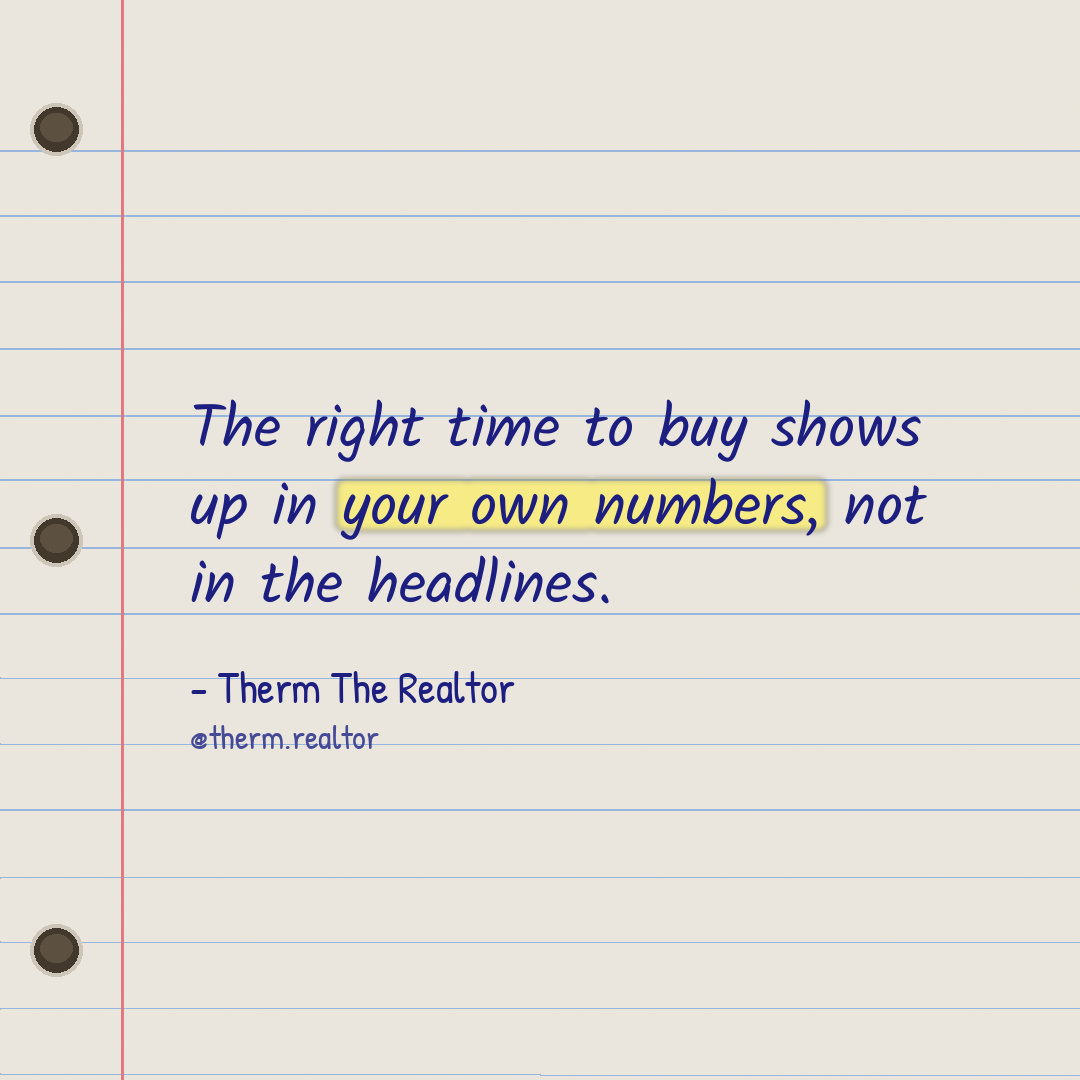 The right time to buy shows
up in your own numbers, not
in the headlines.
- Therm The Realtor
@therm.realtor